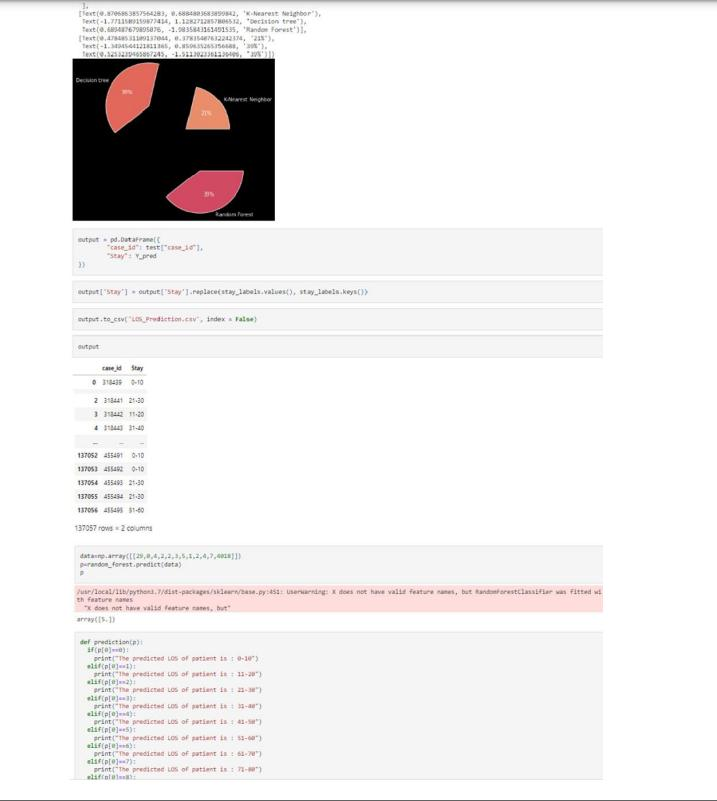 ],
[Text(0.8706863857564283, 0.6884803683899842, 'K-Nearest Neighbor'),
Text(-1.7711589159877414, 1.1282712857806532, 'Decision tree'),
Text(0.689487679895076, -1.9835843161491535, 'Random Forest')],
[Text(0.47848531109137044, 0.37835407632242374, '21%'),
Text(-1.3494544121811365, 0.859635265356688, '39%'),
Text(0.5253239465867245, -1.5113023361136406, '39%')])
Decision tree
39%
K-Nearest Neighbor
21%
39%
Random Forest
output = pd.DataFrame({
"case_id": test["case_id"],
"Stay": Y_pred
})
output['Stay'] = output['Stay'].replace(stay_labels.values(), stay_labels.keys())
output.to_csv('LOS_Prediction.csv', index = False)
output
case_id Stay
0 318439 0-10
2 318441 21-30
3 318442 11-20
4 318443 31-40
... ... ...
137052 455491 0-10
137053 455492 0-10
137054 455493 21-30
137055 455494 21-30
137056 455495 51-60
137057 rows × 2 columns
data=np.array([[29,0,4,2,2,3,5,1,2,4,7,4018]])
p=random_forest.predict(data)
p
/usr/local/lib/python3.7/dist-packages/sklearn/base.py:451: UserWarning: X does not have valid feature names, but RandomForestClassifier was fitted wi
th feature names
"X does not have valid feature names, but"
array([5.])
def prediction(p):
if(p[0]==0):
print("The predicted LOS of patient is : 0-10")
elif(p[0]==1):
print("The predicted LOS of patient is : 11-20")
elif(p[0]==2):
print("The predicted LOS of patient is : 21-30")
elif(p[0]==3):
print("The predicted LOS of patient is : 31-40")
elif(p[0]==4):
print("The predicted LOS of patient is : 41-50")
elif(p[0]==5):
print("The predicted LOS of patient is : 51-60")
elif(p[0]==6):
print("The predicted LOS of patient is : 61-70")
elif(p[0]==7):
print("The predicted LOS of patient is : 71-80")
elif(p[0]==8):